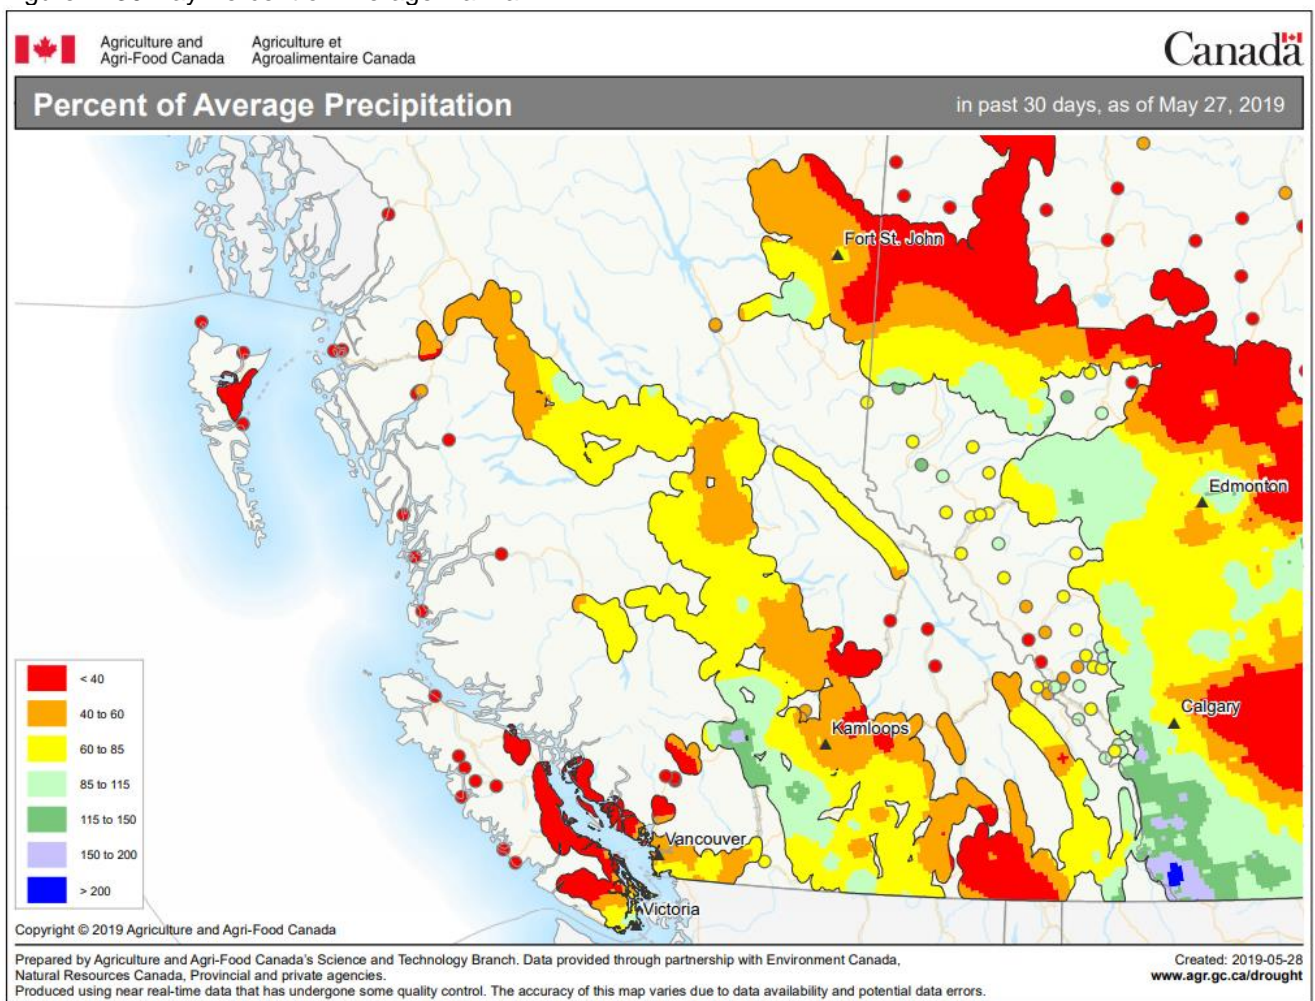 Agriculture and Agriculture et
Agri-Food Canada Agroalimentaire Canada
Canada
Percent of Average Precipitation
in past 30 days, as of May 27, 2019
Fort St. John
Edmonton
Calgary
Kamloops
Vancouver
Victoria
< 40
40 to 60
60 to 85
85 to 115
115 to 150
150 to 200
> 200
Copyright © 2019 Agriculture and Agri-Food Canada
Prepared by Agriculture and Agri-Food Canada's Science and Technology Branch. Data provided through partnership with Environment Canada,
Natural Resources Canada, Provincial and private agencies.
Produced using near real-time data that has undergone some quality control. The accuracy of this map varies due to data availability and potential data errors.
Created: 2019-05-28
www.agr.gc.ca/drought